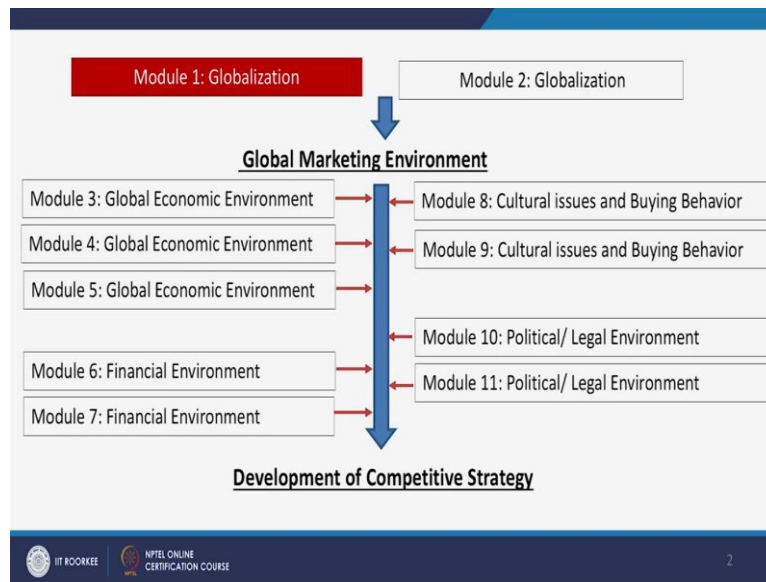 Module 1: Globalization
Module 2: Globalization
Global Marketing Environment
Module 3: Global Economic Environment
Module 4: Global Economic Environment
Module 5: Global Economic Environment
Module 6: Financial Environment
Module 7: Financial Environment
Module 8: Cultural issues and Buying Behavior
Module 9: Cultural issues and Buying Behavior
Module 10: Political/ Legal Environment
Module 11: Political/ Legal Environment
Development of Competitive Strategy
IIT ROORKEE
NPTEL ONLINE
CERTIFICATION COURSE
2